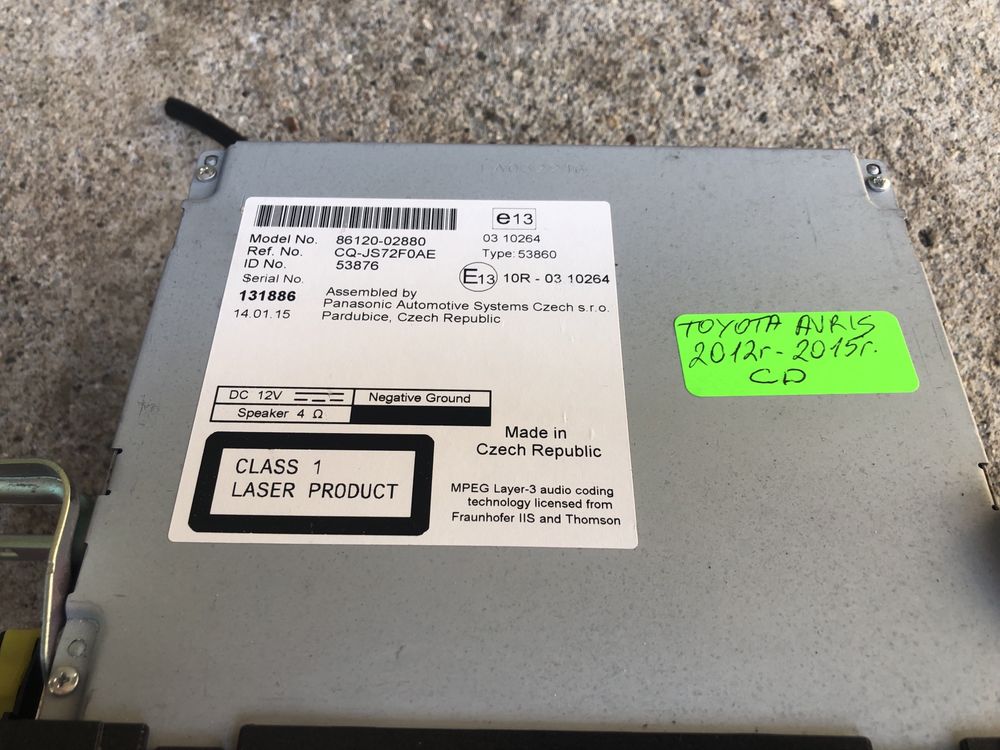 e13
Model No. 86120-02880
03 10264
Ref. No. CQ-JS72F0AE
Type: 53860
ID No. 53876
E13 10R - 03 10264
Serial No.
131886
14.01.15
Assembled by
Panasonic Automotive Systems Czech s.r.o.
Pardubice, Czech Republic
DC 12V
Negative Ground
Speaker 4 Ω
Made in
Czech Republic
CLASS 1
LASER PRODUCT
MPEG Layer-3 audio coding
technology licensed from
Fraunhofer IIS and Thomson
TOYOTA AURIS
2012r-2015r.
CD